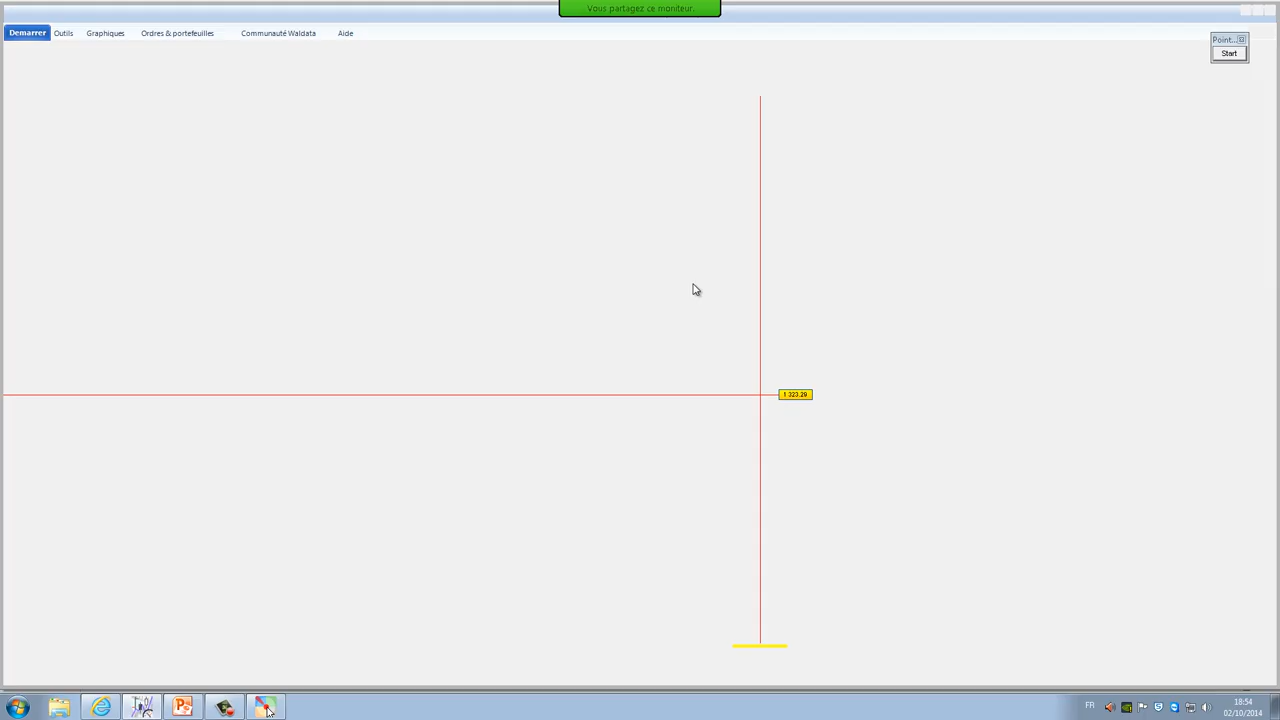 Vous partagez ce moniteur.
Demarrer Outils Graphiques Ordres & portefeuilles Communauté Waldata Aide
Point...
Start
1 323.29
FR
18:54
02/10/2014